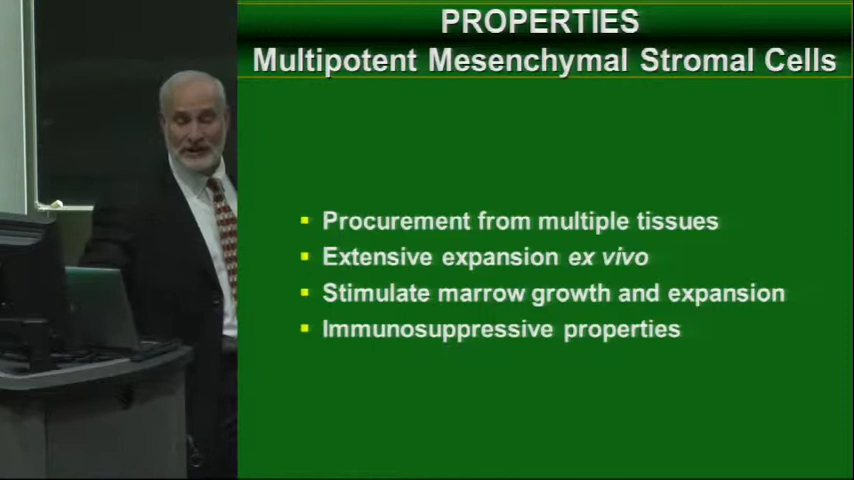 PROPERTIES
Multipotent Mesenchymal Stromal Cells
▪ Procurement from multiple tissues
▪ Extensive expansion ex vivo
▪ Stimulate marrow growth and expansion
▪ Immunosuppressive properties